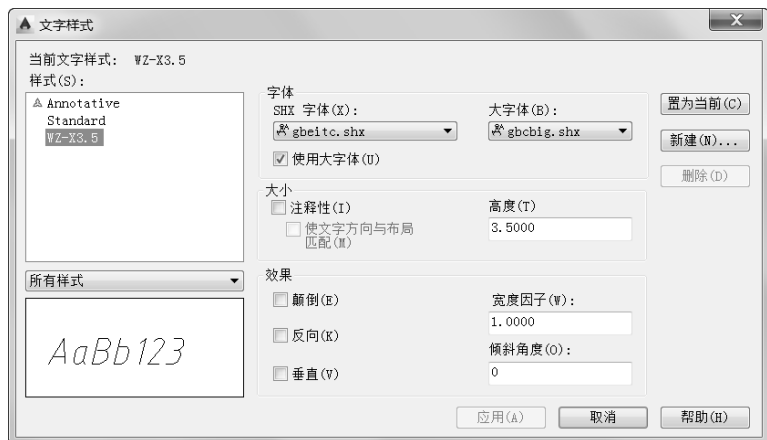 文字样式
当前文字样式: WZ-X3.5
样式(S):
Annotative
Standard
WZ-X3.5
所有样式
AaBb123
字体
SHX 字体(X):
大字体(B):
gbeitc.shx
gbcbig.shx
使用大字体(U)
大小
注释性(I)
使文字方向与布局
匹配(M)
高度(T)
3.5000
效果
颠倒(E)
反向(K)
垂直(V)
宽度因子(W):
1.0000
倾斜角度(O):
0
置为当前(C)
新建(N)...
删除(D)
应用(A)
取消
帮助(H)